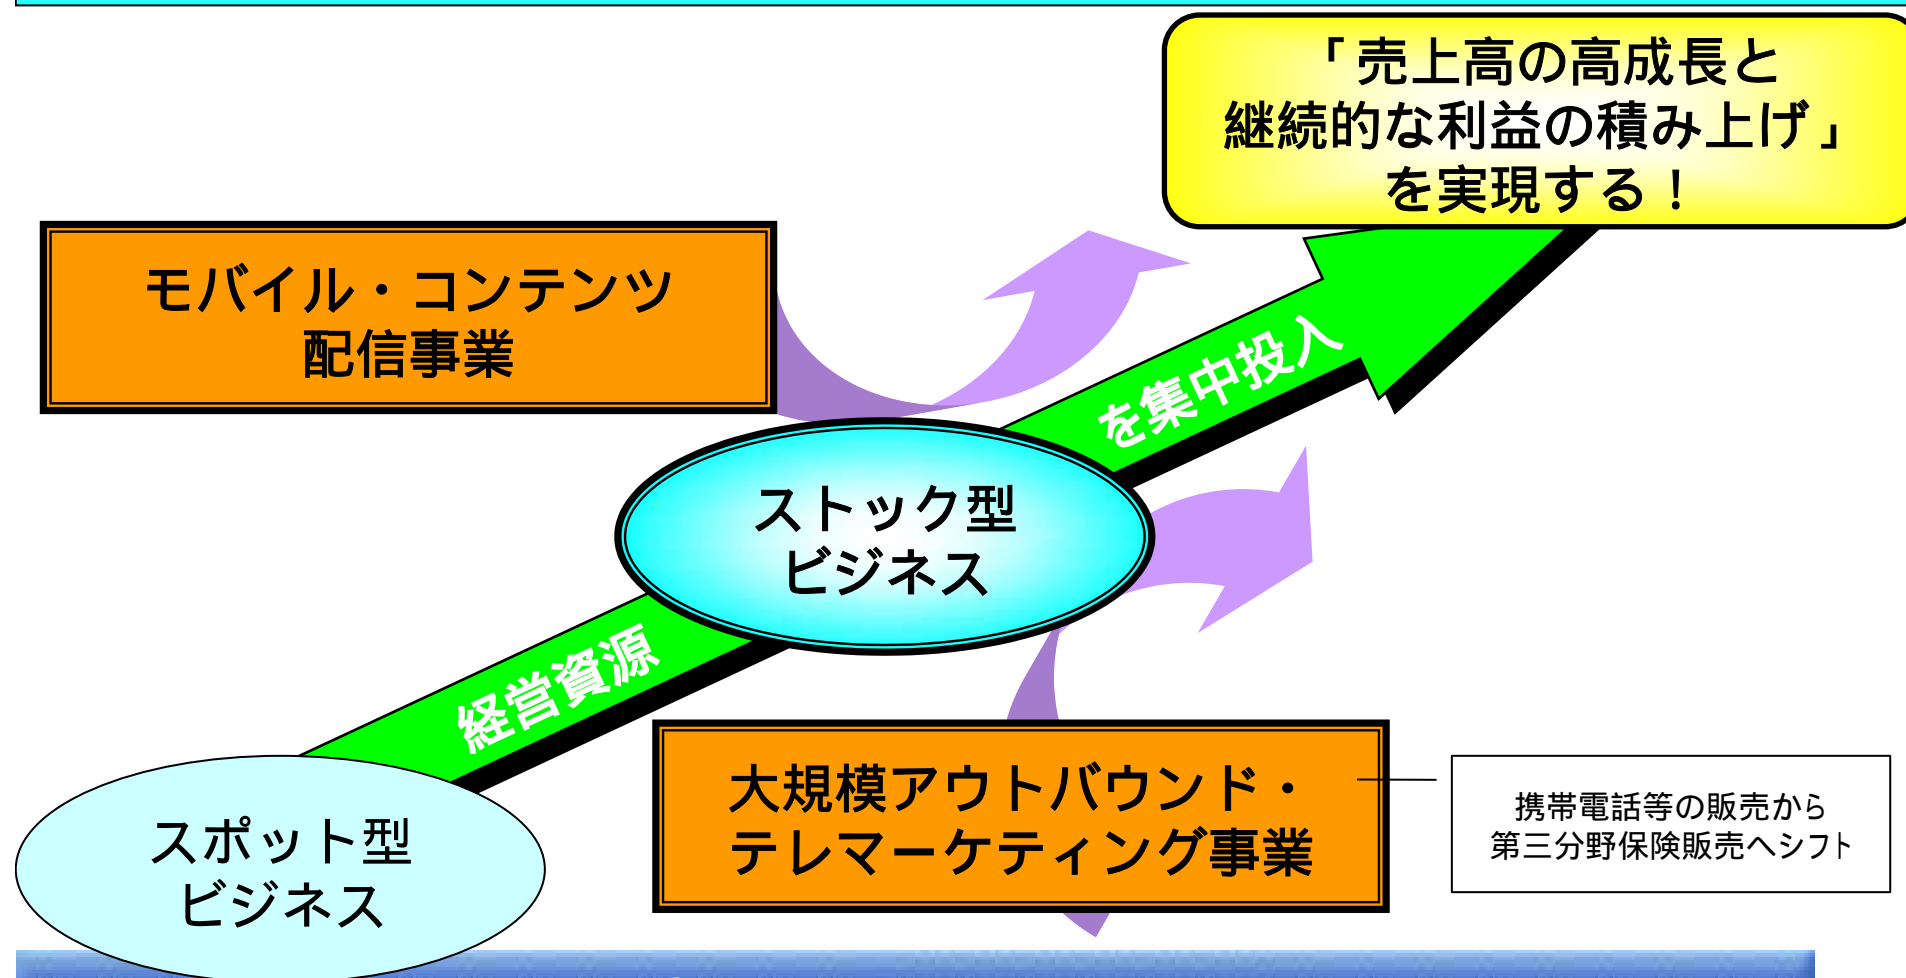 「売上高の高成長と
継続的な利益の積み上げ」
を実現する！
モバイル・コンテンツ
配信事業
を集中投入
ストック型
ビジネス
経営資源
大規模アウトバウンド・
テレマーケティング事業
携帯電話等の販売から
第三分野保険販売へシフト
スポット型
ビジネス